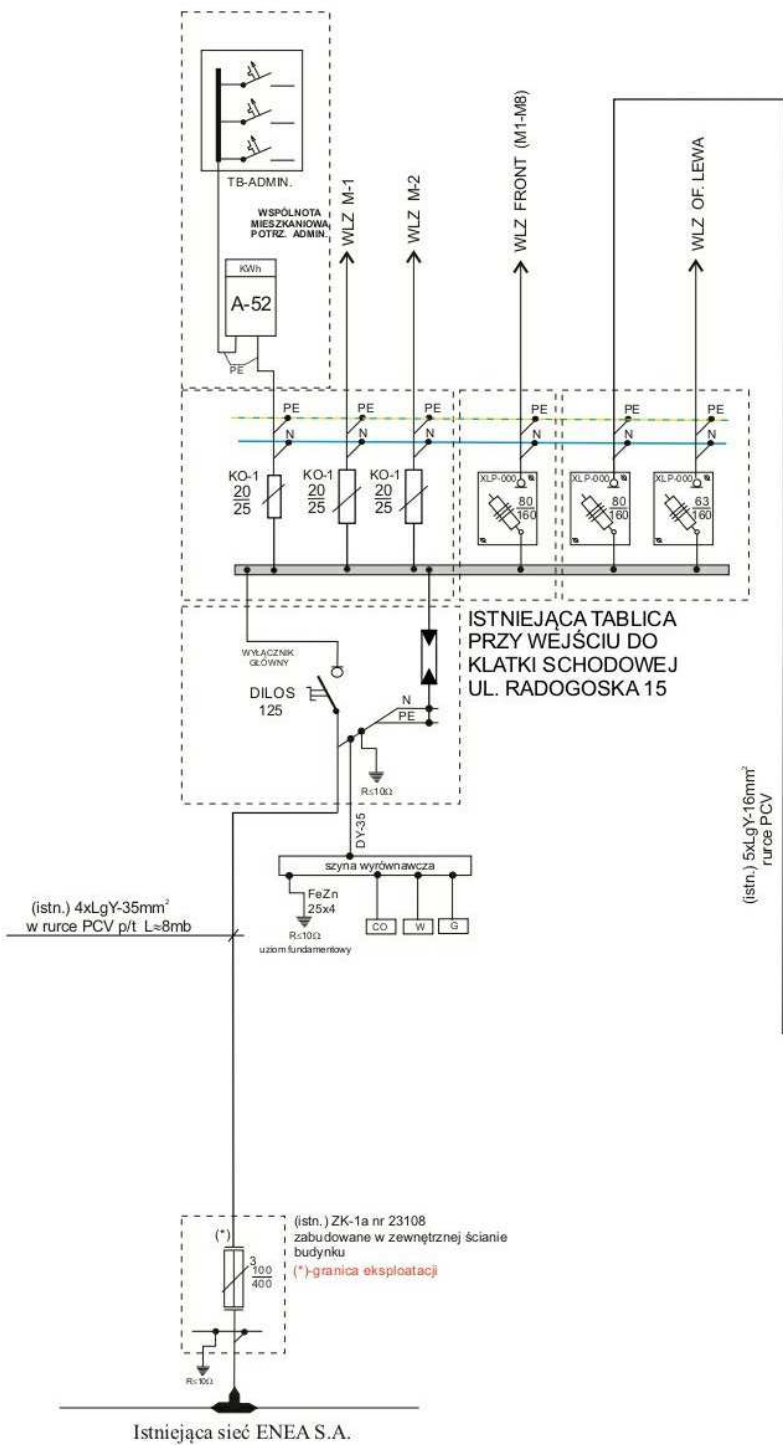 TB-ADMIN.
WSPÓLNOTA
MIESZKANIOWA
POTRZ. ADMIN.
KWh
A-52
PE
WLZ M-1
WLZ M-2
WLZ FRONT (M1-M8)
WLZ OF. LEWA
PE
PE
PE
PE
PE
PE
N
N
N
N
N
N
KO-1
20
25
KO-1
20
25
KO-1
20
25
XLP-000
80
160
XLP-000
80
160
XLP-000
63
160
ISTNIEJĄCA TABLICA
PRZY WEJŚCIU DO
KLATKI SCHODOWEJ
UL. RADOGOSKA 15
WYŁĄCZNIK
GŁÓWNY
DILOS
125
N
PE
R≤10Ω
DY-35
szyna wyrównawcza
FeZn
25x4
R≤10Ω
uziom fundamentowy
CO
W
G
(istn.) 5xLgY-16mm²
rurce PCV
(istn.) 4xLgY-35mm²
w rurce PCV p/t L≈8mb
(*)
3
100
400
(istn.) ZK-1a nr 23108
zabudowane w zewnętrznej ścianie
budynku
(*)-granica eksploatacji
R≤10Ω
Istniejąca sieć ENEA S.A.